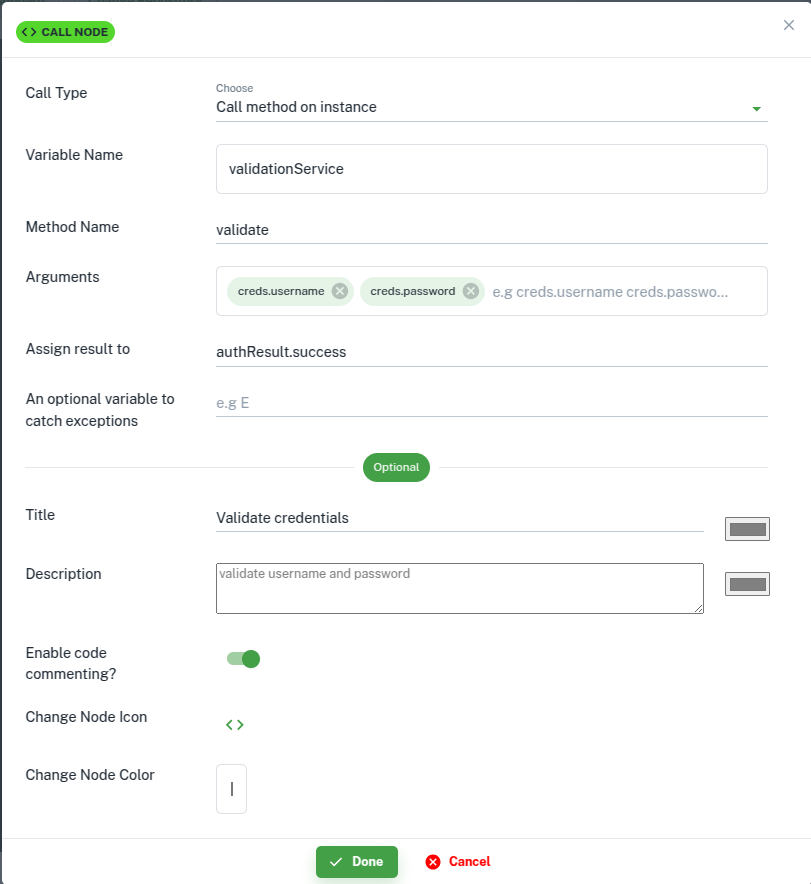 CALL NODE
Call Type
Choose
Call method on instance
Variable Name
validationService
Method Name
validate
Arguments
creds.username
creds.password
e.g creds.username creds.passwo...
Assign result to
authResult.success
An optional variable to
catch exceptions
e.g E
Optional
Title
Validate credentials
Description
validate username and password
Enable code
commenting?
Change Node Icon
Change Node Color
Done
Cancel